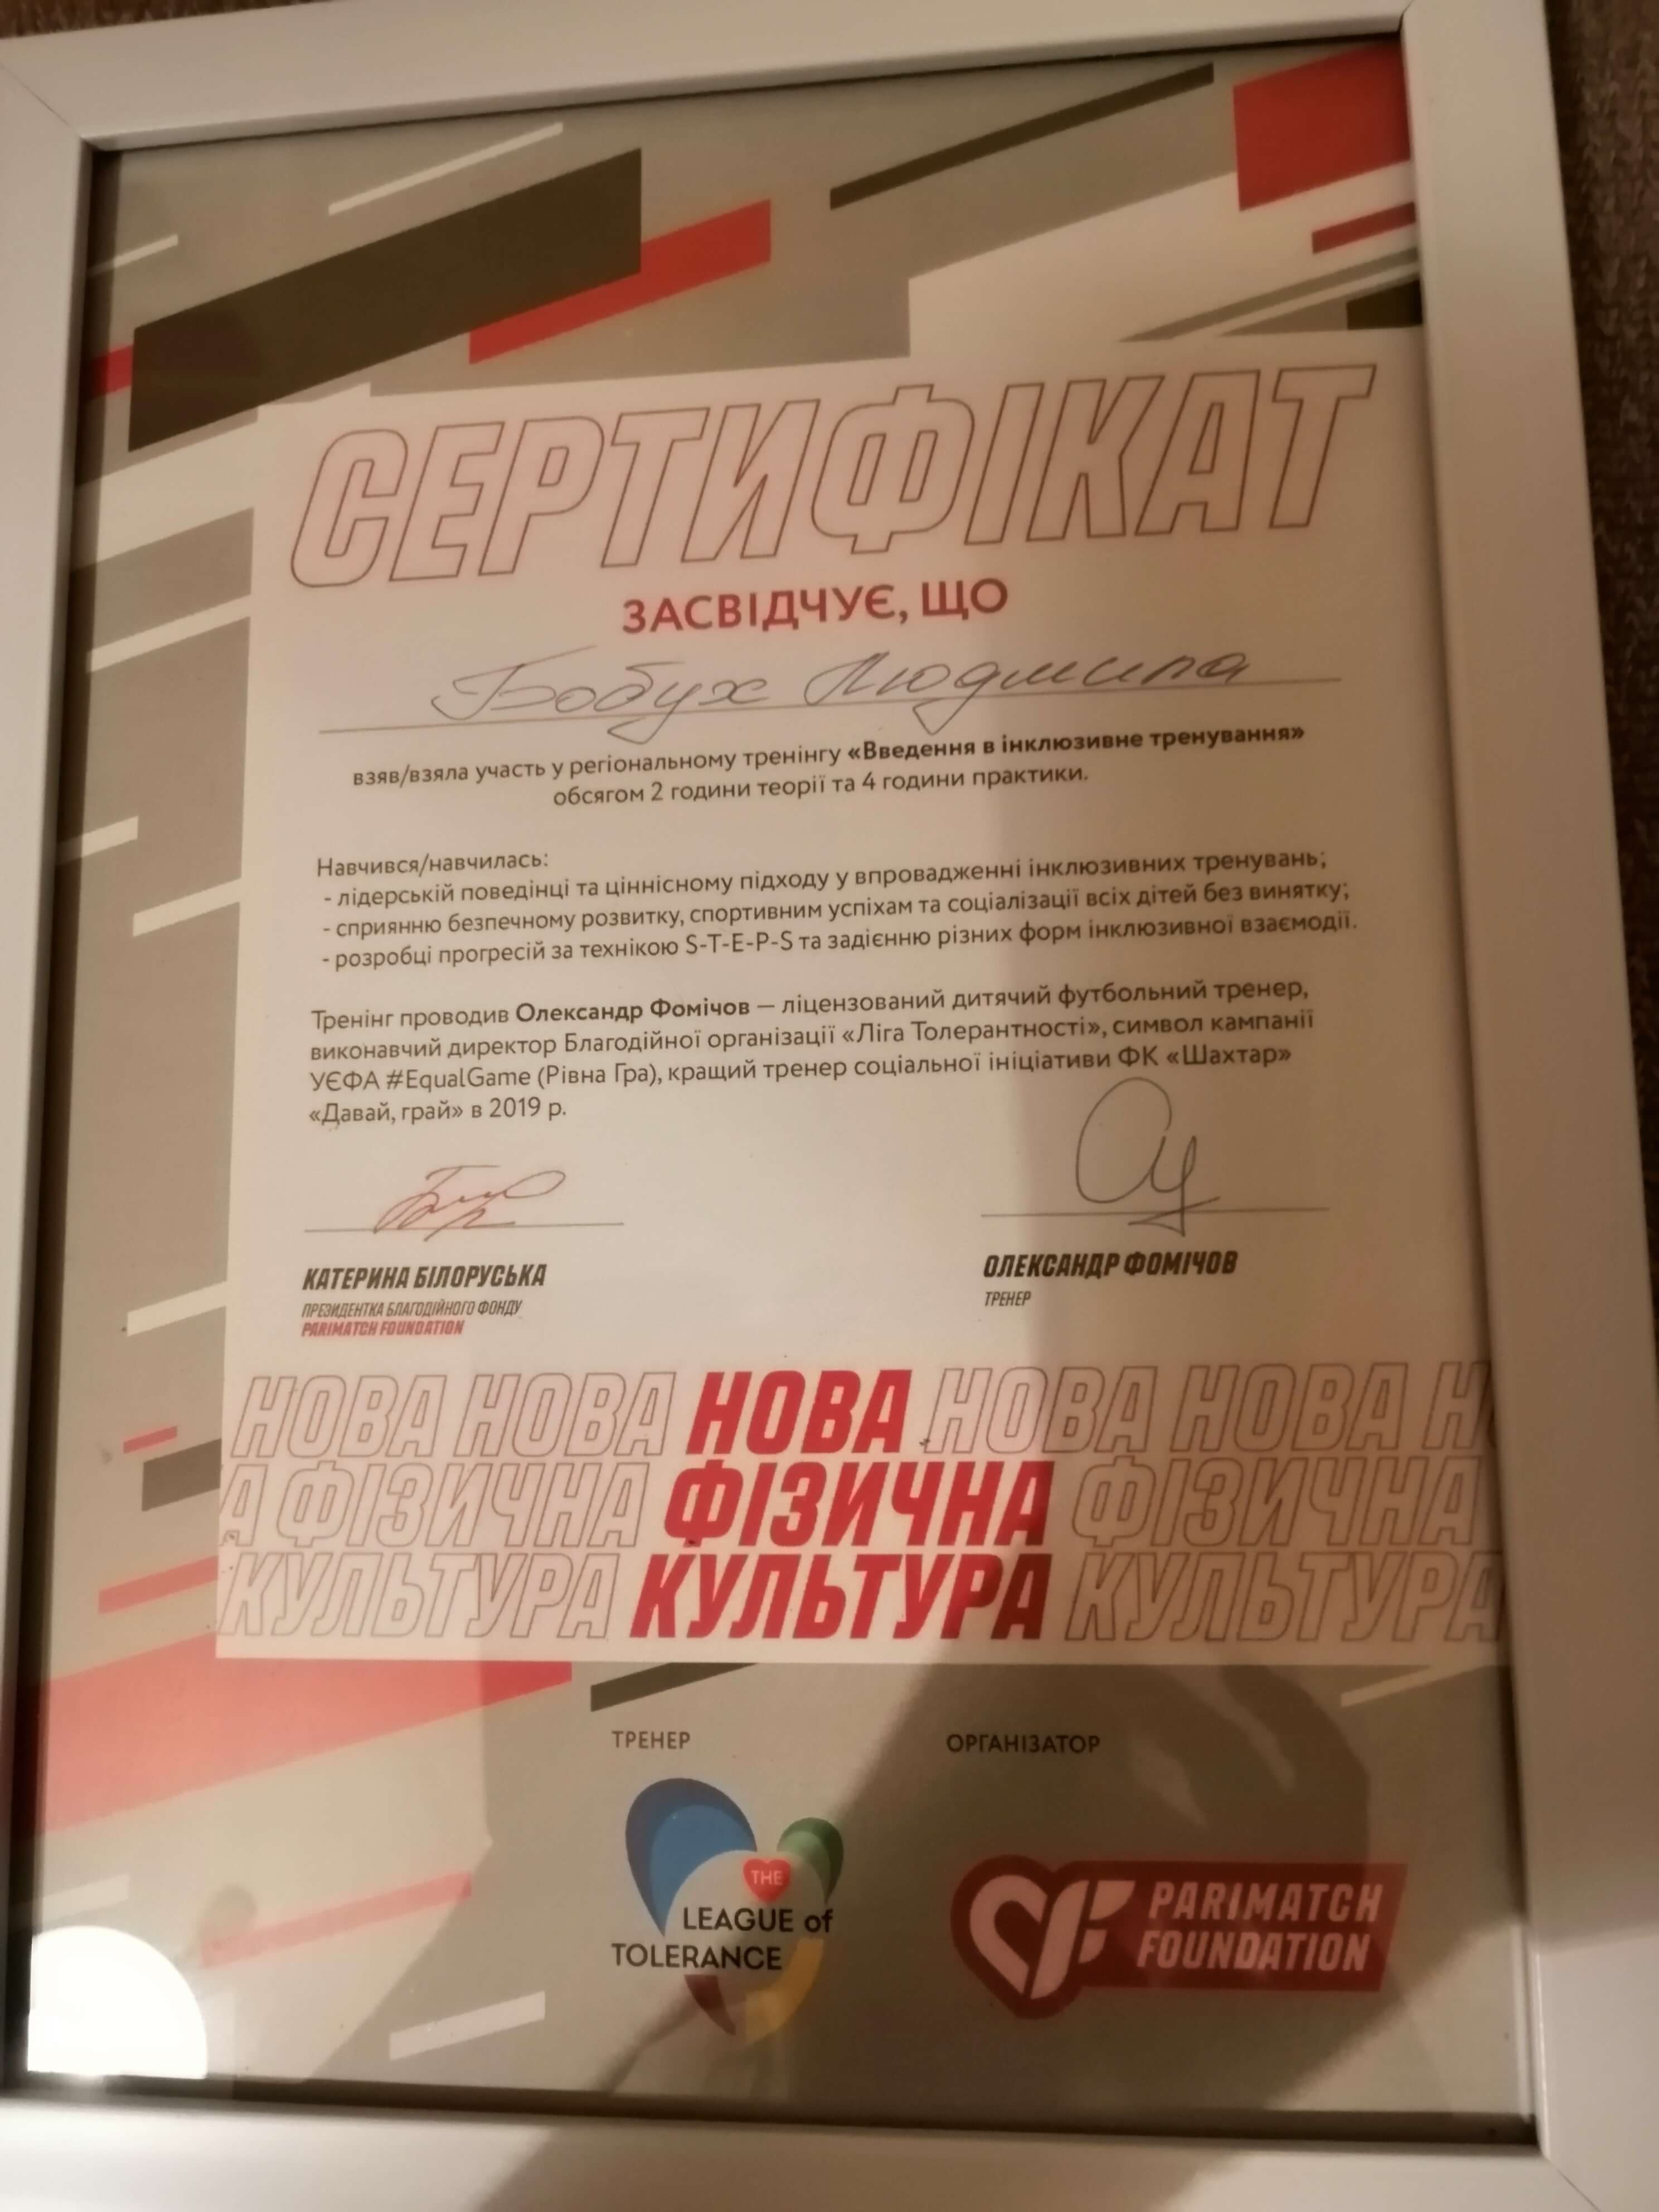 СЕРТИФІКАТ
ЗАСВІДЧУЄ, ЩО
Бобух Людмила
взяв/взяла участь у регіональному тренінгу «Введення в інклюзивне тренування»
обсягом 2 години теорії та 4 години практики.
Навчився/навчилась:
- лідерській поведінці та ціннісному підходу у впровадженні інклюзивних тренувань;
- сприянню безпечному розвитку, спортивним успіхам та соціалізації всіх дітей без винятку;
- розробці прогресій за технікою S-T-E-P-S та задіянню різних форм інклюзивної взаємодії.
Тренінг проводив Олександр Фомічов — ліцензований дитячий футбольний тренер,
виконавчий директор Благодійної організації «Ліга Толерантності», символ кампанії
УЄФА #EqualGame (Рівна Гра), кращий тренер соціальної ініціативи ФК «Шахтар»
«Давай, грай» в 2019 р.
КАТЕРИНА БІЛОРУСЬКА
ПРЕЗИДЕНТКА БЛАГОДІЙНОГО ФОНДУ
PARIMATCH FOUNDATION
ОЛЕКСАНДР ФОМІЧОВ
ТРЕНЕР
НОВА НОВА НОВА НОВА НОВА Н
А ФІЗИЧНА ФІЗИЧНА ФІЗИЧНА
КУЛЬТУРА КУЛЬТУРА КУЛЬТУРА
ТРЕНЕР
THE
LEAGUE of
TOLERANCE
ОРГАНІЗАТОР
PARIMATCH
FOUNDATION